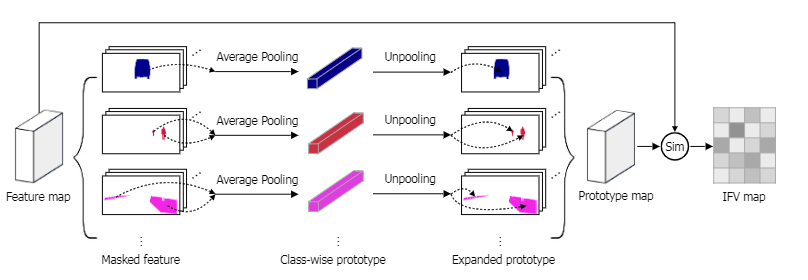 Average Pooling
Unpooling
Average Pooling
Unpooling
Sim
Average Pooling
Unpooling
Feature map
Prototype map
IFV map
Masked feature
Class-wise prototype
Expanded prototype